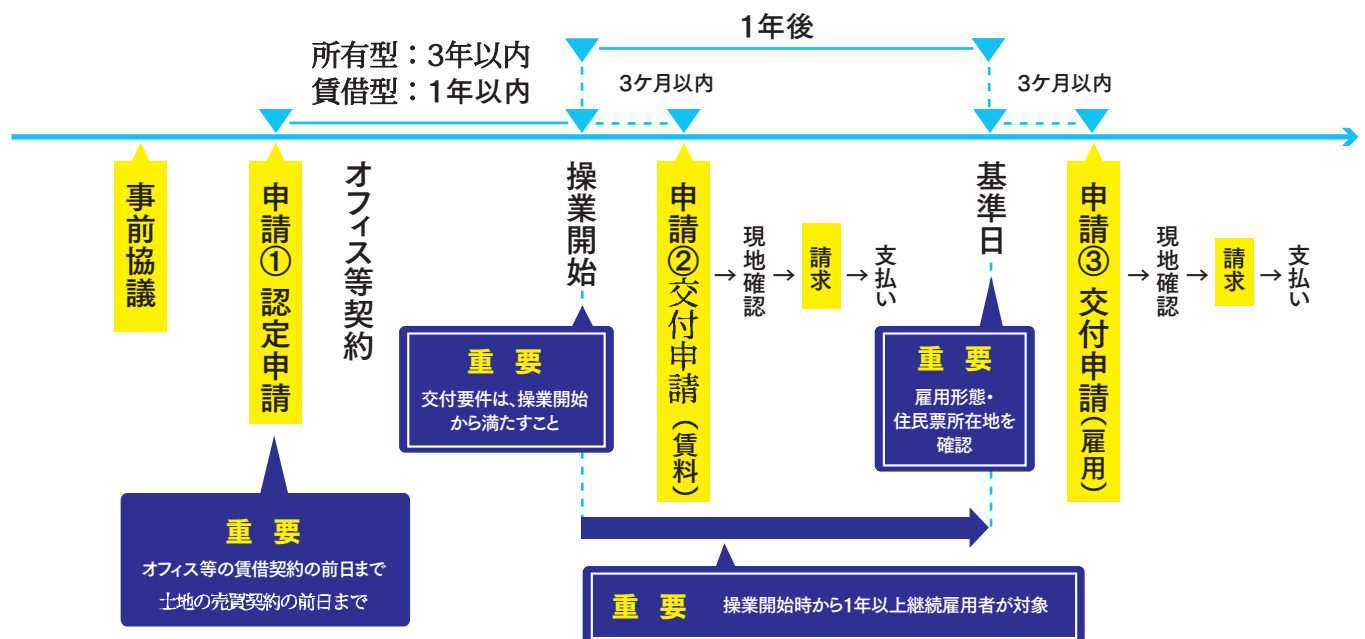 1年後
所有型：3年以内
賃借型：1年以内
3ケ月以内
3ケ月以内
事前協議
申請① 認定申請
オフィス等契約
操業開始
申請②交付申請（賃料）
→現地確認→請求→支払い
基準日
申請③ 交付申請（雇用）
→現地確認→請求→支払い
重 要
交付要件は、操業開始
から満たすこと
重 要
雇用形態・
住民票所在地を
確認
重 要
オフィス等の賃借契約の前日まで
土地の売買契約の前日まで
重 要 操業開始時から1年以上継続雇用者が対象